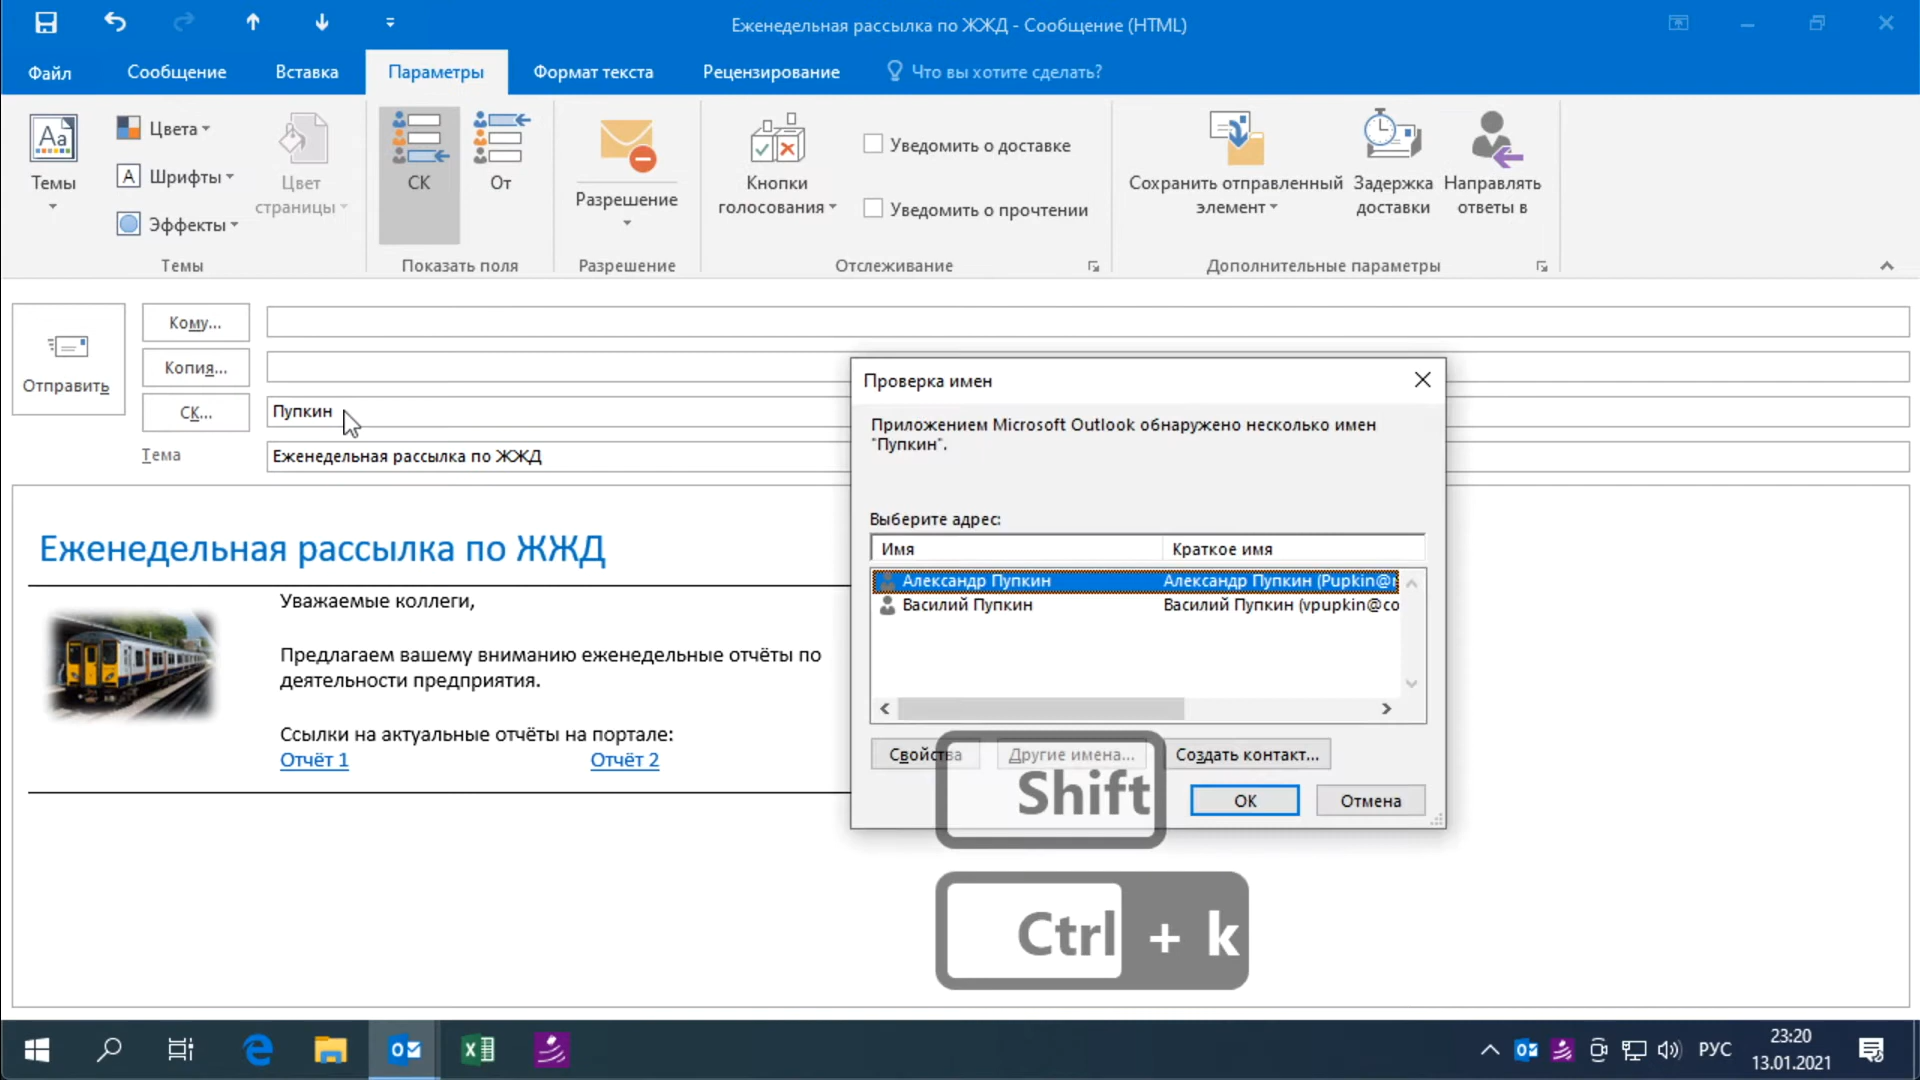 Еженедельная рассылка по ЖЖД - Сообщение (HTML)
Файл Сообщение Вставка Параметры Формат текста Рецензирование Что вы хотите сделать?
Aa
Темы
Цвета
A Шрифты
Эффекты
Цвет
страницы
СК
От
Разрешение
Кнопки
голосования
Уведомить о доставке
Уведомить о прочтении
Сохранить отправленный
элемент
Задержка
доставки
Направлять
ответы в
Темы Показать поля Разрешение Отслеживание Дополнительные параметры
Отправить
Кому...
Копия...
СК... Пупкин
Тема Еженедельная рассылка по ЖЖД
Еженедельная рассылка по ЖЖД
Уважаемые коллеги,
Предлагаем вашему вниманию еженедельные отчёты по
деятельности предприятия.
Ссылки на актуальные отчёты на портале:
Отчёт 1 Отчёт 2
Проверка имен
Приложением Microsoft Outlook обнаружено несколько имен
"Пупкин".
Выберите адрес:
Имя Краткое имя
Александр Пупкин Александр Пупкин (Pupkin@r
Василий Пупкин Василий Пупкин (vpupkin@co
Свойства Другие имена... Создать контакт...
ОК Отмена
Shift
Ctrl + k
РУС
23:20
13.01.2021